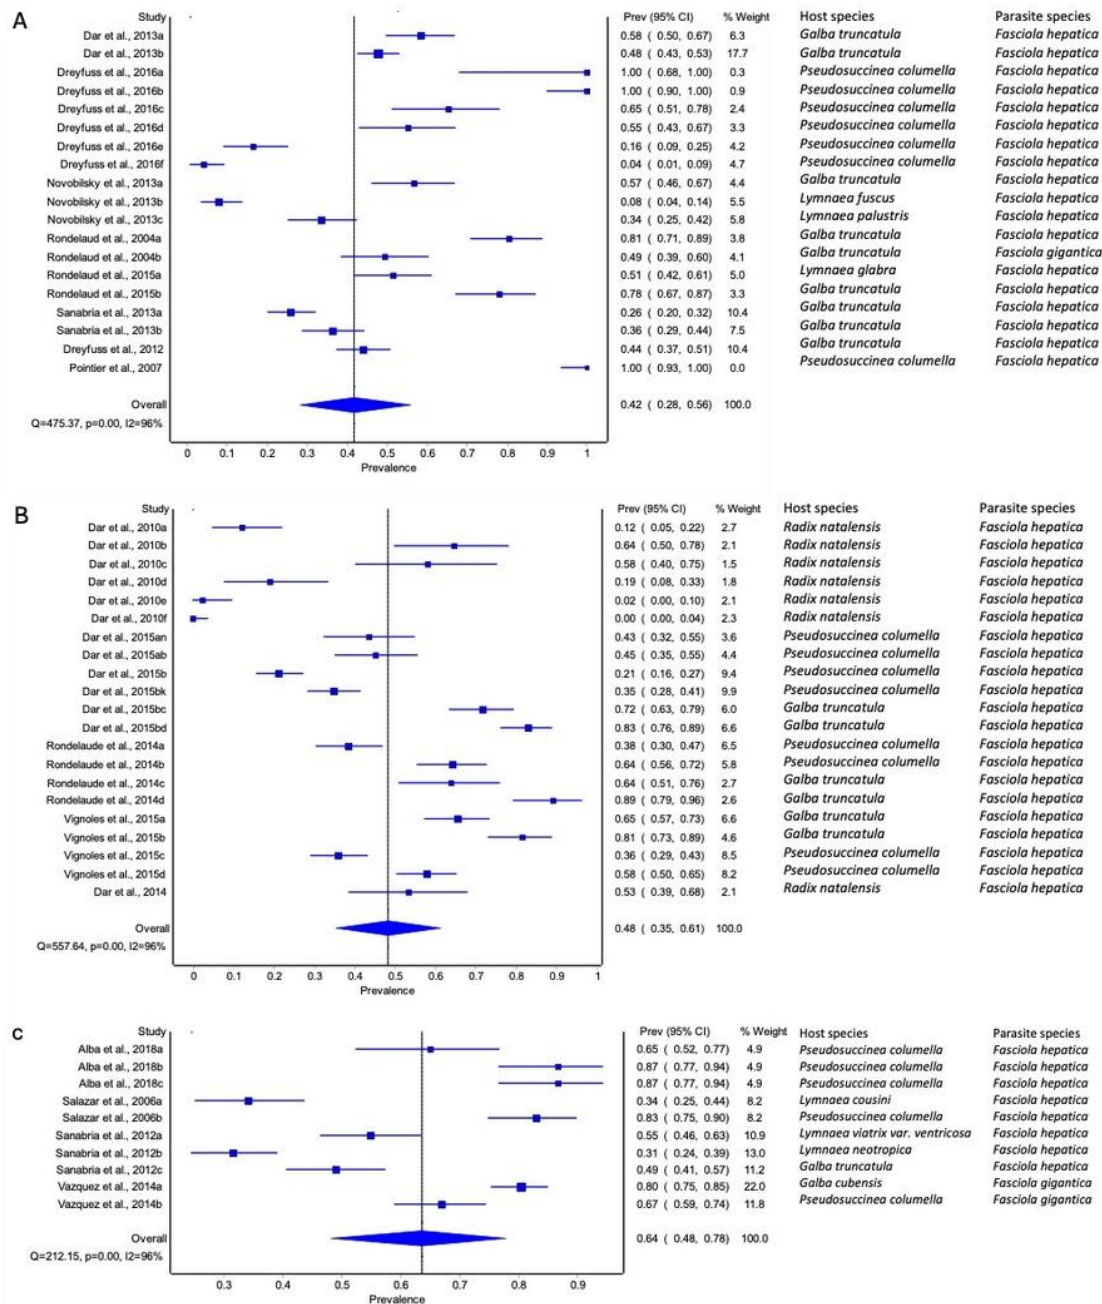 A
Study Prev (95% CI) % Weight Host species Parasite species
Dar et al., 2013a 0.58 ( 0.50, 0.67) 6.3 Galba truncatula Fasciola hepatica
Dar et al., 2013b 0.48 ( 0.43, 0.53) 17.7 Galba truncatula Fasciola hepatica
Dreyfuss et al., 2016a 1.00 ( 0.68, 1.00) 0.3 Pseudosuccinea columella Fasciola hepatica
Dreyfuss et al., 2016b 1.00 ( 0.90, 1.00) 0.9 Pseudosuccinea columella Fasciola hepatica
Dreyfuss et al., 2016c 0.65 ( 0.51, 0.78) 2.4 Pseudosuccinea columella Fasciola hepatica
Dreyfuss et al., 2016d 0.55 ( 0.43, 0.67) 3.3 Pseudosuccinea columella Fasciola hepatica
Dreyfuss et al., 2016e 0.16 ( 0.09, 0.25) 4.2 Pseudosuccinea columella Fasciola hepatica
Dreyfuss et al., 2016f 0.04 ( 0.01, 0.09) 4.7 Pseudosuccinea columella Fasciola hepatica
Novobilsky et al., 2013a 0.57 ( 0.46, 0.67) 4.4 Galba truncatula Fasciola hepatica
Novobilsky et al., 2013b 0.08 ( 0.04, 0.14) 5.5 Lymnaea fuscus Fasciola hepatica
Novobilsky et al., 2013c 0.34 ( 0.25, 0.42) 5.8 Lymnaea palustris Fasciola hepatica
Rondelaud et al., 2004a 0.81 ( 0.71, 0.89) 3.8 Galba truncatula Fasciola hepatica
Rondelaud et al., 2004b 0.49 ( 0.39, 0.60) 4.1 Galba truncatula Fasciola gigantica
Rondelaud et al., 2015a 0.51 ( 0.42, 0.61) 5.0 Lymnaea glabra Fasciola hepatica
Rondelaud et al., 2015b 0.78 ( 0.67, 0.87) 3.3 Galba truncatula Fasciola hepatica
Sanabria et al., 2013a 0.26 ( 0.20, 0.32) 10.4 Galba truncatula Fasciola hepatica
Sanabria et al., 2013b 0.36 ( 0.29, 0.44) 7.5 Galba truncatula Fasciola hepatica
Dreyfuss et al., 2012 0.44 ( 0.37, 0.51) 10.4 Galba truncatula Fasciola hepatica
Pointier et al., 2007 1.00 ( 0.93, 1.00) 0.0 Pseudosuccinea columella Fasciola hepatica
Overall 0.42 ( 0.28, 0.56) 100.0
Q=475.37, p=0.00, I2=96%
0 0.1 0.2 0.3 0.4 0.5 0.6 0.7 0.8 0.9 1
Prevalence
B
Study Prev (95% CI) % Weight Host species Parasite species
Dar et al., 2010a 0.12 ( 0.05, 0.22) 2.7 Radix natalensis Fasciola hepatica
Dar et al., 2010b 0.64 ( 0.50, 0.78) 2.1 Radix natalensis Fasciola hepatica
Dar et al., 2010c 0.58 ( 0.40, 0.75) 1.5 Radix natalensis Fasciola hepatica
Dar et al., 2010d 0.19 ( 0.08, 0.33) 1.8 Radix natalensis Fasciola hepatica
Dar et al., 2010e 0.02 ( 0.00, 0.10) 2.1 Radix natalensis Fasciola hepatica
Dar et al., 2010f 0.00 ( 0.00, 0.04) 2.3 Radix natalensis Fasciola hepatica
Dar et al., 2015an 0.43 ( 0.32, 0.55) 3.6 Pseudosuccinea columella Fasciola hepatica
Dar et al., 2015ab 0.45 ( 0.35, 0.55) 4.4 Pseudosuccinea columella Fasciola hepatica
Dar et al., 2015b 0.21 ( 0.16, 0.27) 9.4 Pseudosuccinea columella Fasciola hepatica
Dar et al., 2015bk 0.35 ( 0.28, 0.41) 9.9 Pseudosuccinea columella Fasciola hepatica
Dar et al., 2015bc 0.72 ( 0.63, 0.79) 6.0 Galba truncatula Fasciola hepatica
Dar et al., 2015bd 0.83 ( 0.76, 0.89) 6.6 Galba truncatula Fasciola hepatica
Rondelaude et al., 2014a 0.38 ( 0.30, 0.47) 6.5 Pseudosuccinea columella Fasciola hepatica
Rondelaude et al., 2014b 0.64 ( 0.56, 0.72) 5.8 Pseudosuccinea columella Fasciola hepatica
Rondelaude et al., 2014c 0.64 ( 0.51, 0.76) 2.7 Galba truncatula Fasciola hepatica
Rondelaude et al., 2014d 0.89 ( 0.79, 0.96) 2.6 Galba truncatula Fasciola hepatica
Vignoles et al., 2015a 0.65 ( 0.57, 0.73) 6.6 Galba truncatula Fasciola hepatica
Vignoles et al., 2015b 0.81 ( 0.73, 0.89) 4.6 Galba truncatula Fasciola hepatica
Vignoles et al., 2015c 0.36 ( 0.29, 0.43) 8.5 Pseudosuccinea columella Fasciola hepatica
Vignoles et al., 2015d 0.58 ( 0.50, 0.65) 8.2 Pseudosuccinea columella Fasciola hepatica
Dar et al., 2014 0.53 ( 0.39, 0.68) 2.1 Radix natalensis Fasciola hepatica
Overall 0.48 ( 0.35, 0.61) 100.0
Q=557.64, p=0.00, I2=96%
0 0.1 0.2 0.3 0.4 0.5 0.6 0.7 0.8 0.9 1
Prevalence
C
Study Prev (95% CI) % Weight Host species Parasite species
Alba et al., 2018a 0.65 ( 0.52, 0.77) 4.9 Pseudosuccinea columella Fasciola hepatica
Alba et al., 2018b 0.87 ( 0.77, 0.94) 4.9 Pseudosuccinea columella Fasciola hepatica
Alba et al., 2018c 0.87 ( 0.77, 0.94) 4.9 Pseudosuccinea columella Fasciola hepatica
Salazar et al., 2006a 0.34 ( 0.25, 0.44) 8.2 Lymnaea cousini Fasciola hepatica
Salazar et al., 2006b 0.83 ( 0.75, 0.90) 8.2 Pseudosuccinea columella Fasciola hepatica
Sanabria et al., 2012a 0.55 ( 0.46, 0.63) 10.9 Lymnaea viatrix var. ventricosa Fasciola hepatica
Sanabria et al., 2012b 0.31 ( 0.24, 0.39) 13.0 Lymnaea neotropica Fasciola hepatica
Sanabria et al., 2012c 0.49 ( 0.41, 0.57) 11.2 Galba truncatula Fasciola hepatica
Vazquez et al., 2014a 0.80 ( 0.75, 0.85) 22.0 Galba cubensis Fasciola gigantica
Vazquez et al., 2014b 0.67 ( 0.59, 0.74) 11.8 Pseudosuccinea columella Fasciola gigantica
Overall 0.64 ( 0.48, 0.78) 100.0
Q=212.15, p=0.00, I2=96%
0.3 0.4 0.5 0.6 0.7 0.8 0.9
Prevalence